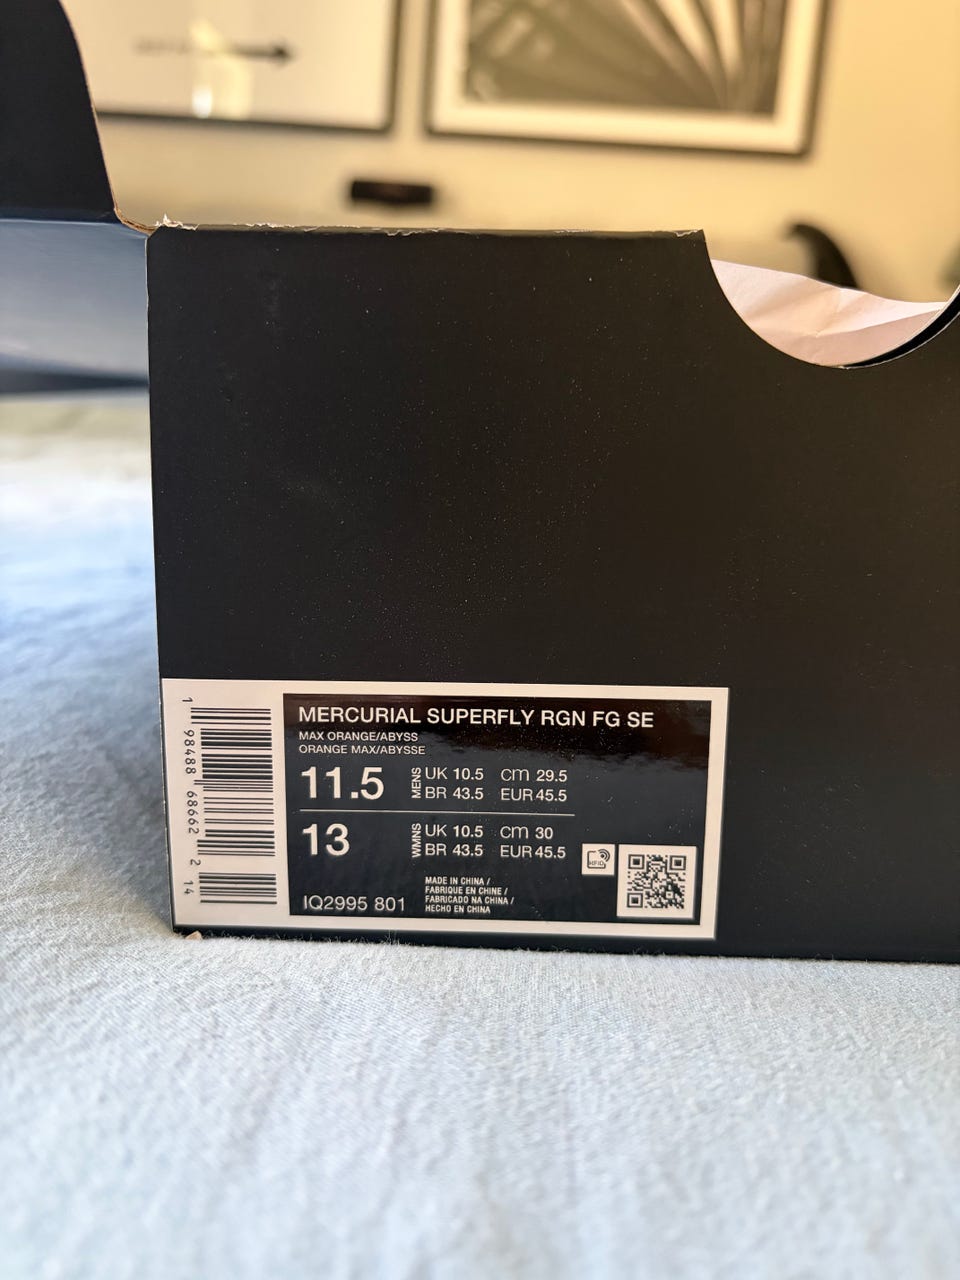 MERCURIAL SUPERFLY RGN FG SE
MAX ORANGE/ABYSS
ORANGE MAX/ABYSSE
11.5 MENS UK 10.5 cm 29.5
BR 43.5 EUR 45.5
13 WMNS UK 10.5 cm 30
BR 43.5 EUR 45.5
RFID
MADE IN CHINA /
FABRIQUE EN CHINE /
FABRICADO NA CHINA /
HECHO EN CHINA
IQ2995 801
1 98488 68662 2 14